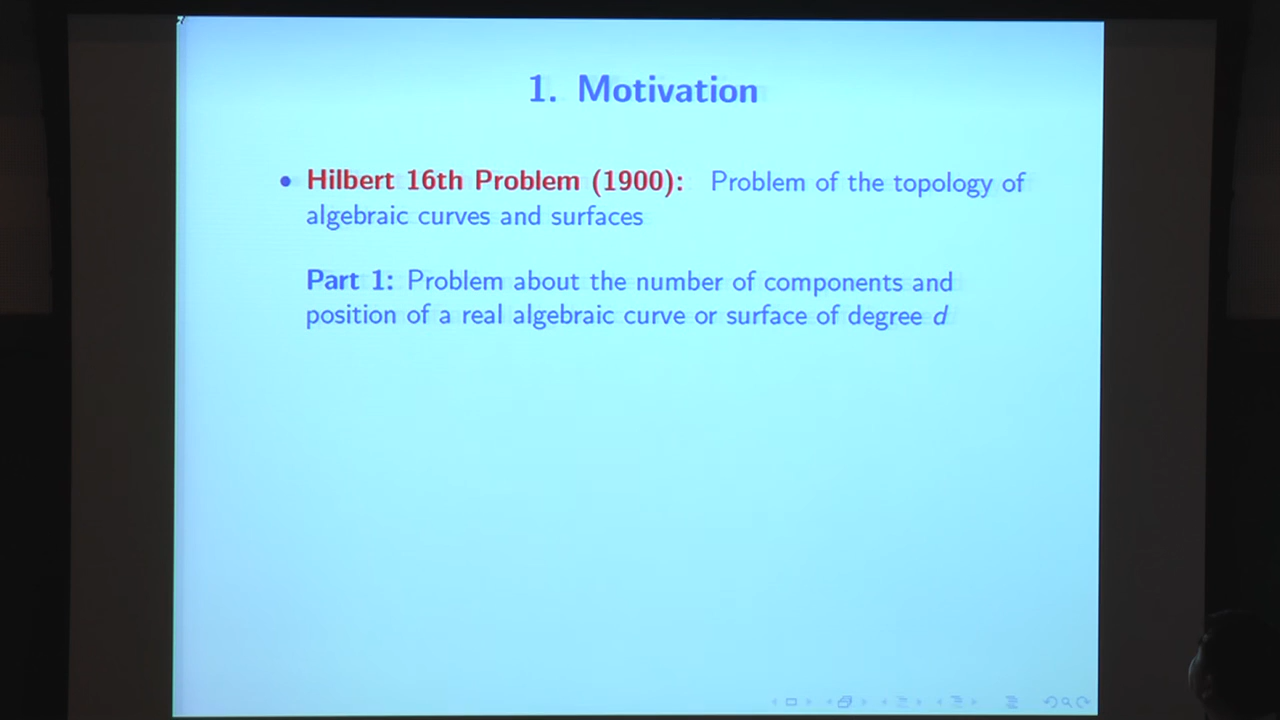 1. Motivation
• Hilbert 16th Problem (1900): Problem of the topology of
algebraic curves and surfaces
Part 1: Problem about the number of components and
position of a real algebraic curve or surface of degree d